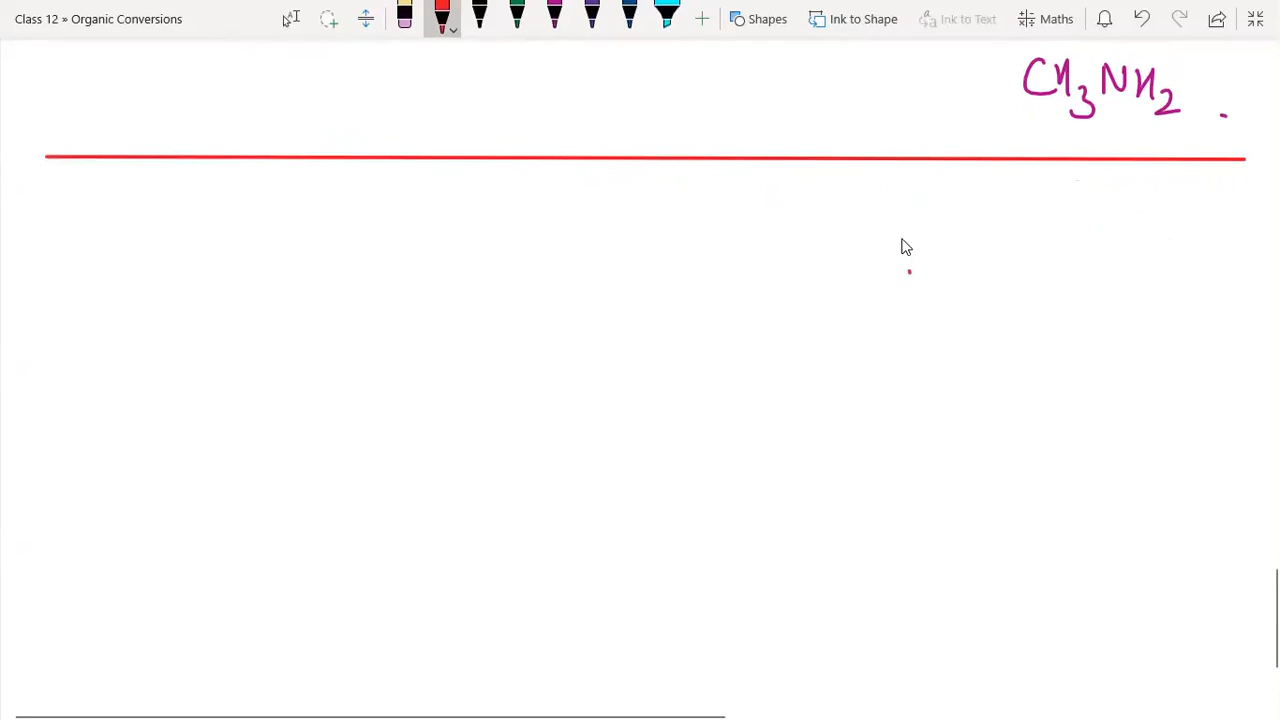 Class 12 » Organic Conversions Shapes Ink to Shape Ink to Text Maths
CH3NH2 .